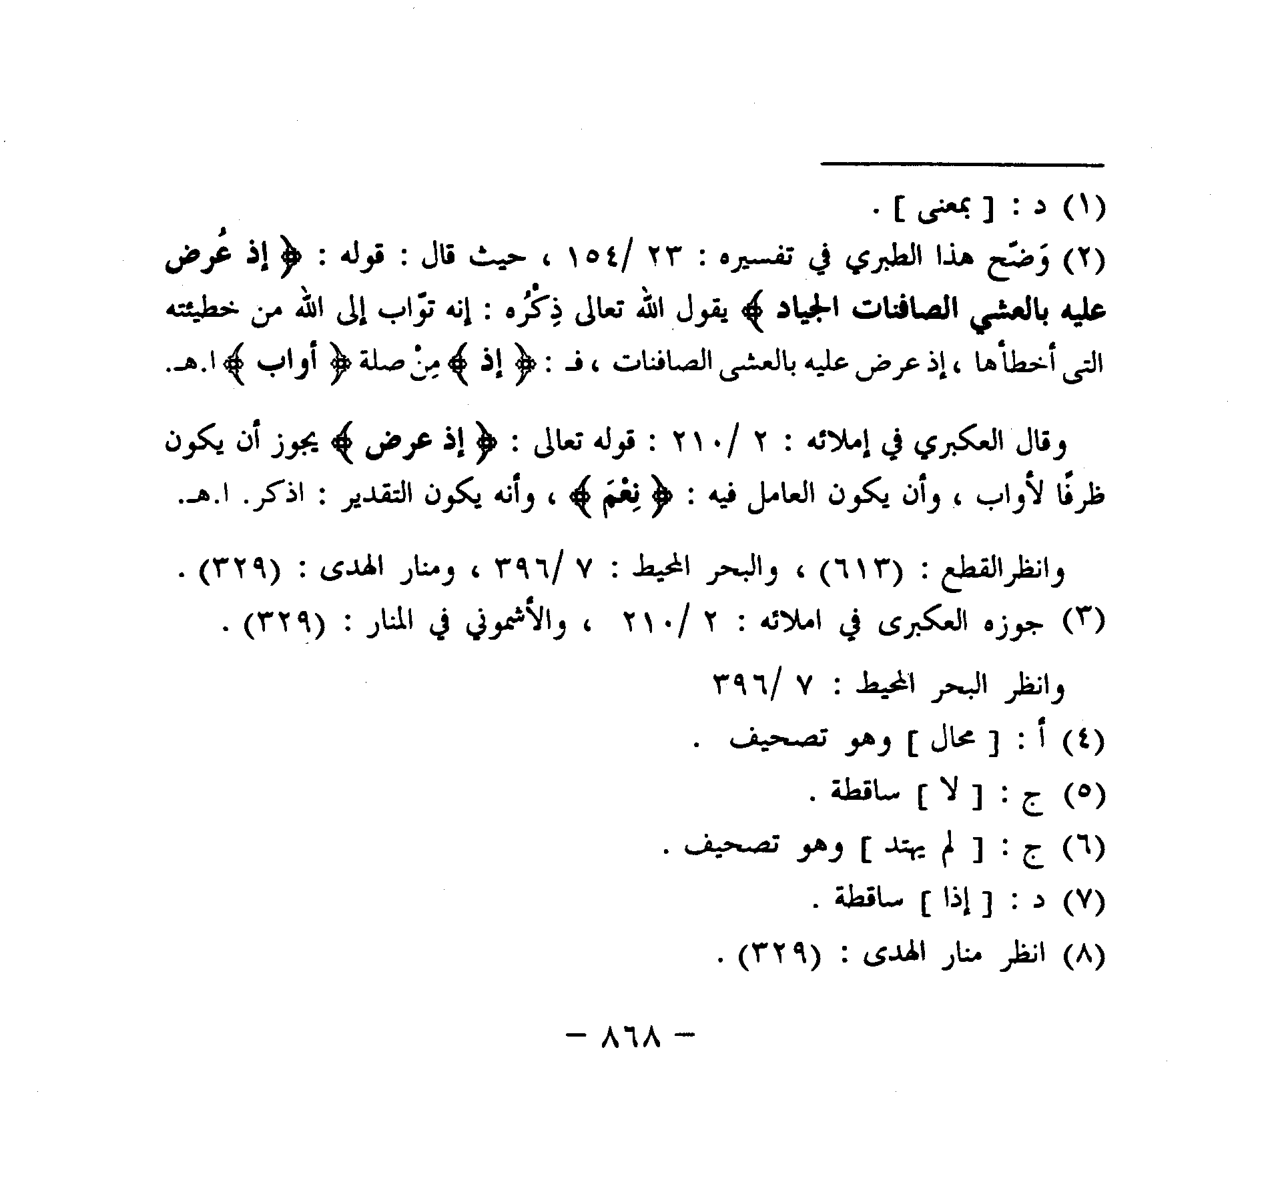 (١) د : [ بمعنى ] .
(٢) وَضّح هذا الطبري في تفسيره : ٢٣ /١٥٤ ، حيث قال : قوله : ﴿ إذ عُرض
عليه بالعشي الصافنات الجياد ﴾ يقول الله تعالى ذِكْرُه : إنه توّاب إلى الله من خطيئته
التى أخطأها ، إذ عرض عليه بالعشى الصافنات ، فـ : ﴿ إذ ﴾ مِنْ صلة ﴿ أواب ﴾ ا.هـ.
وقال العكبري في إملائه : ٢ /٢١٠ : قوله تعالى : ﴿ إذ عرض ﴾ يجوز أن يكون
ظرفًا لأواب ، وأن يكون العامل فيه : ﴿ نِعْمَ ﴾ ، وأنه يكون التقدير : اذكر. ا.هـ.
وانظر القطع : (٦١٣) ، والبحر المحيط : ٧ /٣٩٦ ، ومنار الهدى : (٣٢٩) .
(٣) جوزه العكبرى في املائه : ٢ /٢١٠ ، والأشموني في المنار : (٣٢٩) .
وانظر البحر المحيط : ٧ /٣٩٦
(٤) أ : [ محال ] وهو تصحيف .
(٥) ج : [ لا ] ساقطة .
(٦) ج : [ لم يهتد ] وهو تصحيف .
(٧) د : [ إذا ] ساقطة .
(٨) انظر منار الهدى : (٣٢٩) .
– ٨٦٨ –